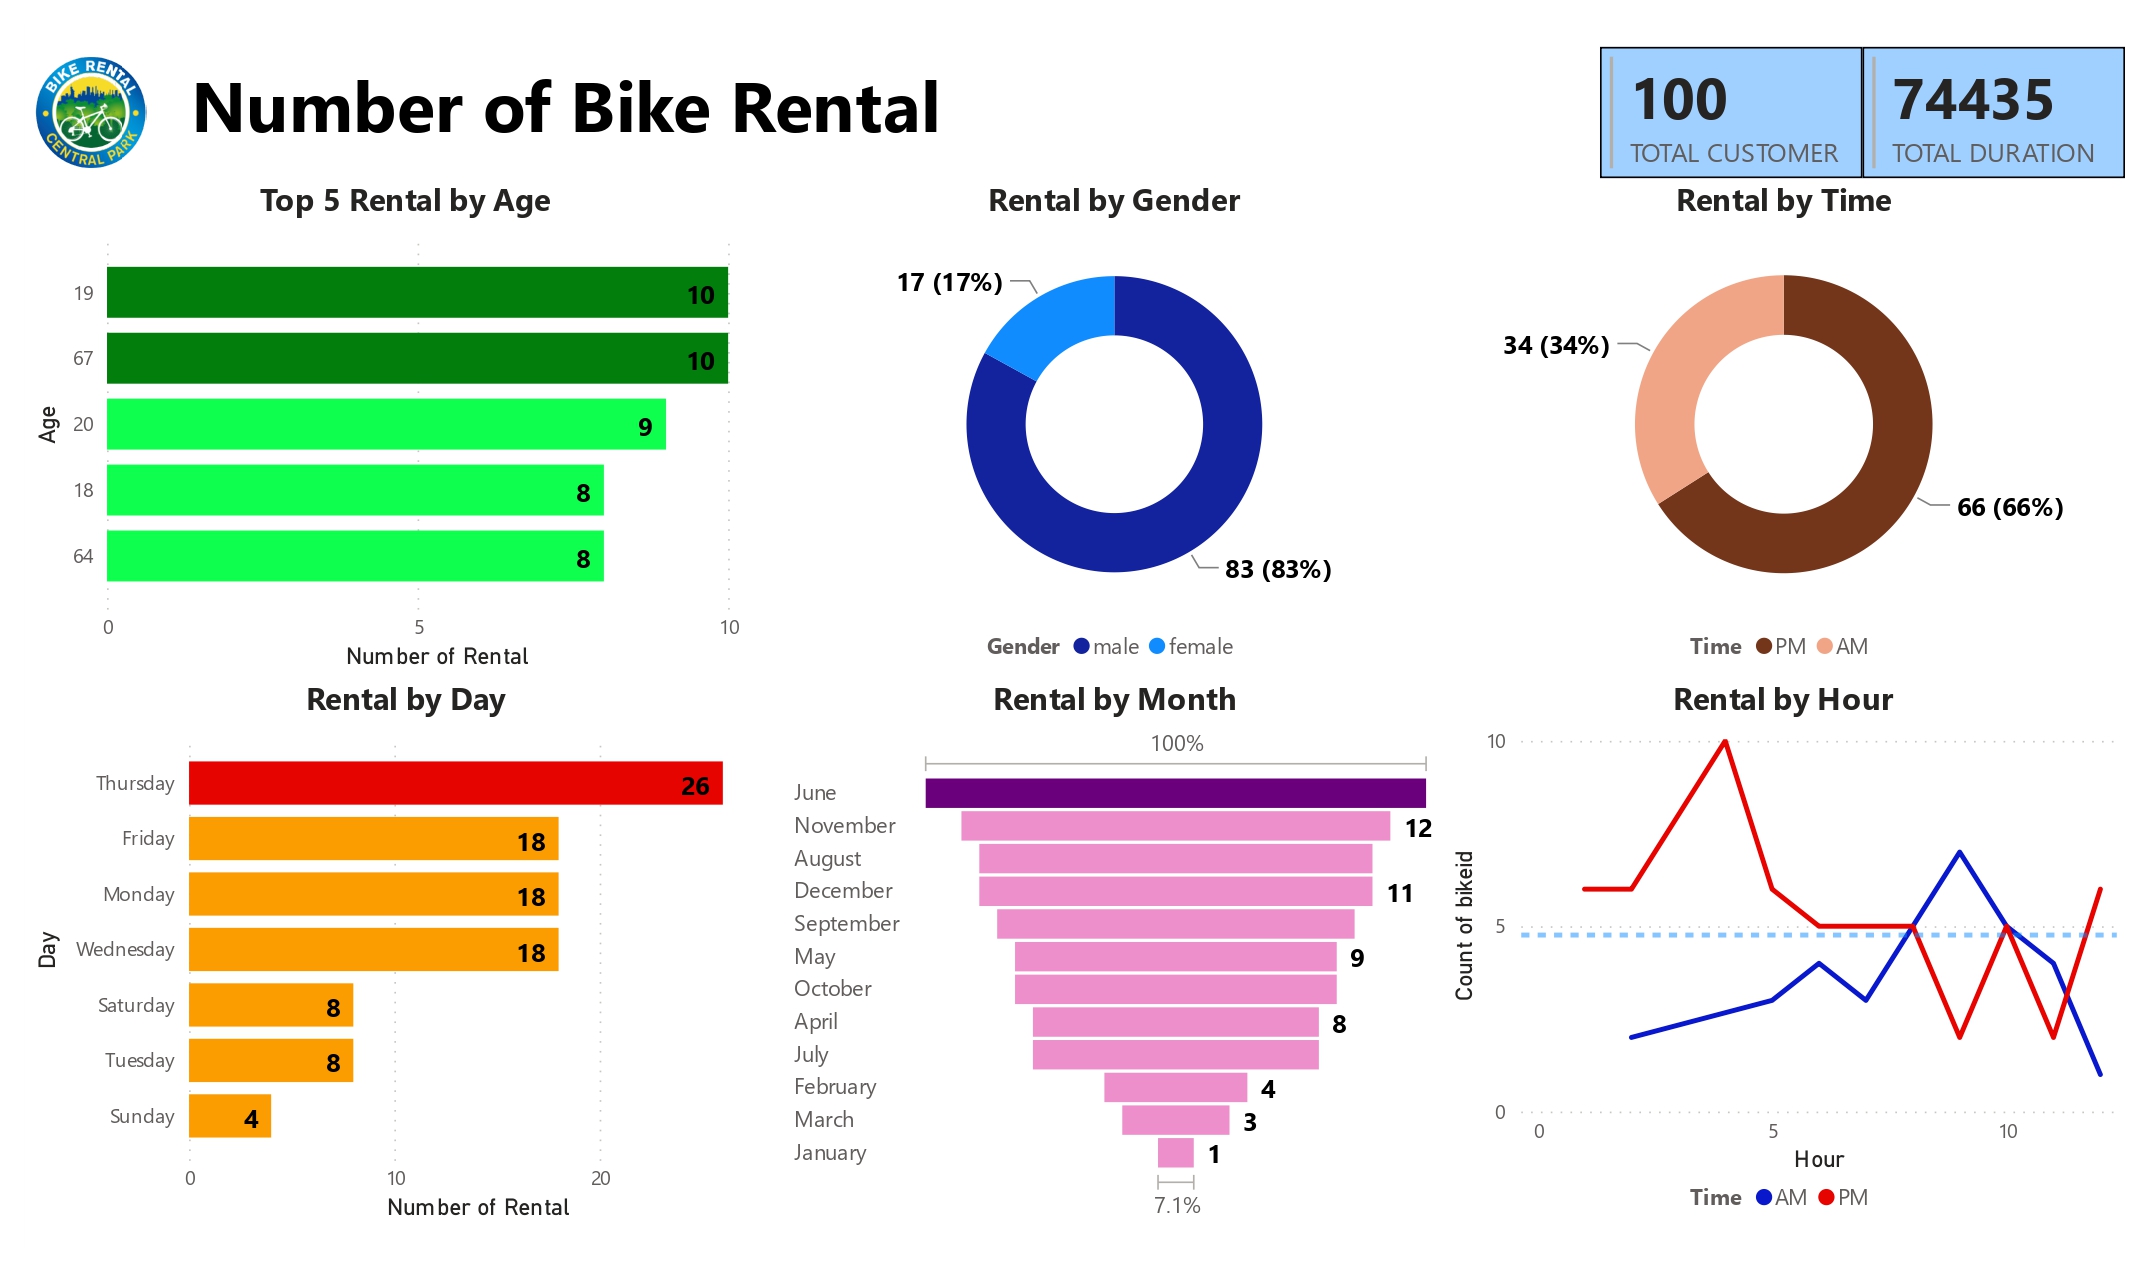 BIKE RENTAL
CENTRAL PARK
Number of Bike Rental
100
TOTAL CUSTOMER
74435
TOTAL DURATION
Top 5 Rental by Age
Age
19
10
67
10
20
9
18
8
64
8
0 5 10
Number of Rental
Rental by Gender
17 (17%)
83 (83%)
Gender male female
Rental by Time
34 (34%)
66 (66%)
Time PM AM
Rental by Day
Day
Thursday 26
Friday 18
Monday 18
Wednesday 18
Saturday 8
Tuesday 8
Sunday 4
0 10 20
Number of Rental
Rental by Month
100%
June
November 12
August
December 11
September
May 9
October
April 8
July
February 4
March 3
January 1
7.1%
Rental by Hour
Count of bikeid
10
5
0
0 5 10
Hour
Time AM PM